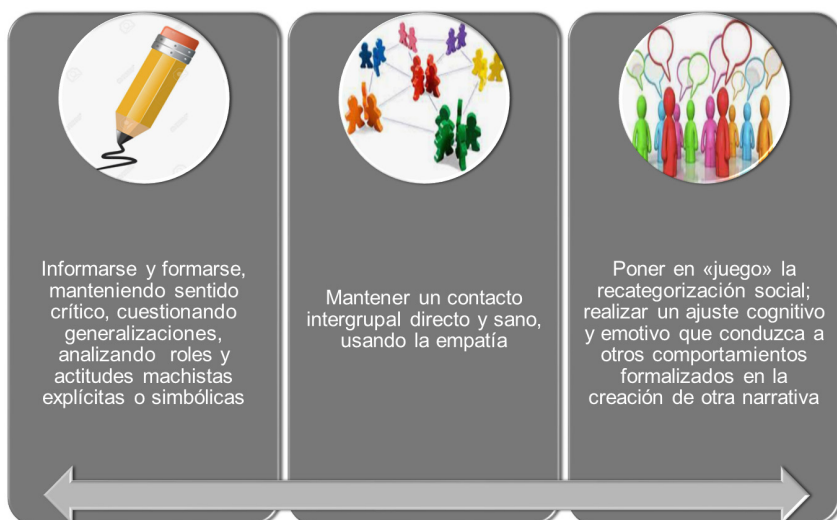 Informarse y formarse,
manteniendo sentido
crítico, cuestionando
generalizaciones,
analizando roles y
actitudes machistas
explícitas o simbólicas
Mantener un contacto
intergrupal directo y sano,
usando la empatía
Poner en «juego» la
recategorización social;
realizar un ajuste cognitivo
y emotivo que conduzca a
otros comportamientos
formalizados en la
creación de otra narrativa